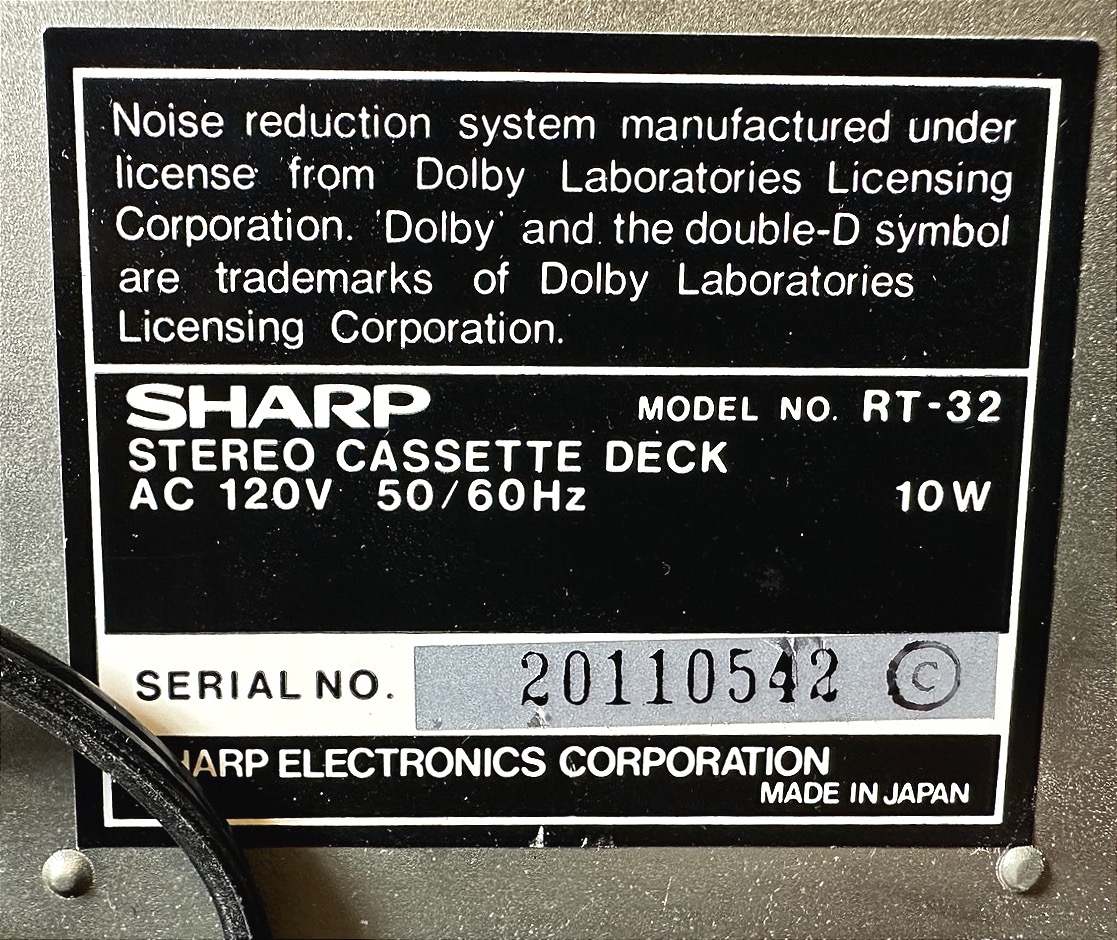 Noise reduction system manufactured under
license from Dolby Laboratories Licensing
Corporation. 'Dolby' and the double-D symbol
are trademarks of Dolby Laboratories
Licensing Corporation.
SHARP MODEL NO. RT-32
STEREO CASSETTE DECK
AC 120V 50/60Hz 10W
SERIAL NO. 20110542 ©
SHARP ELECTRONICS CORPORATION
MADE IN JAPAN